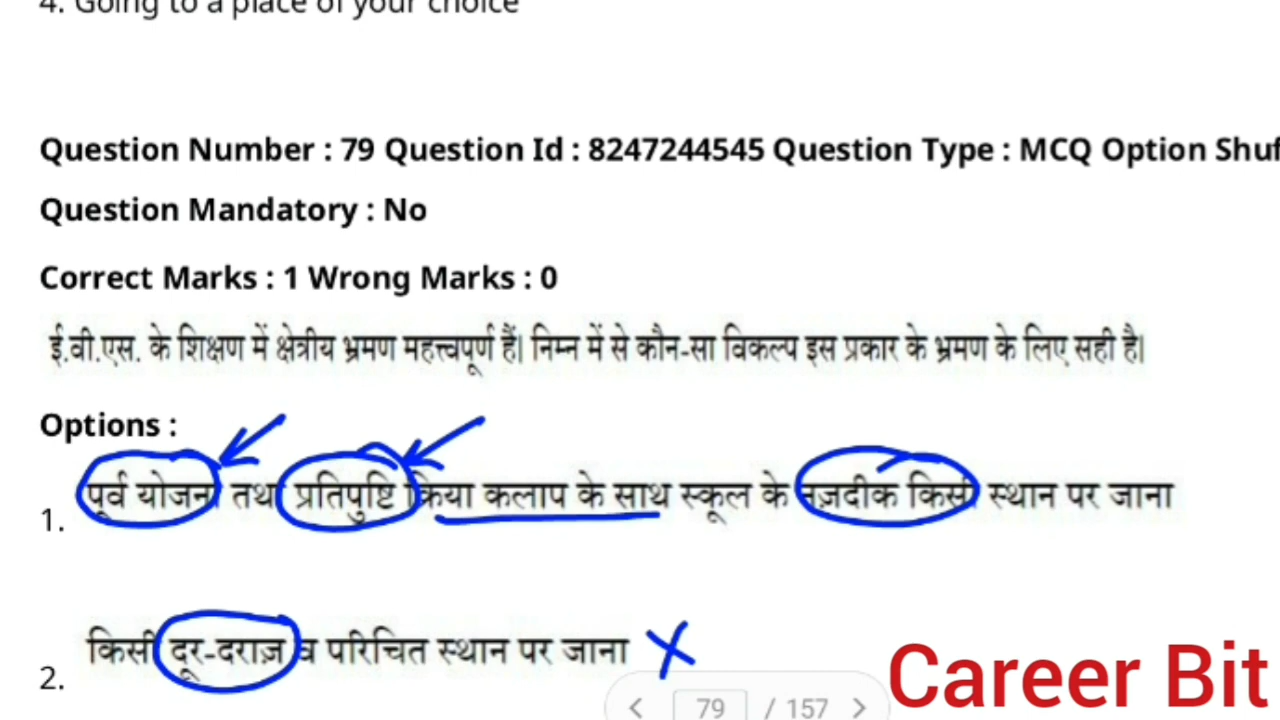 4. Going to a place of your choice
Question Number : 79 Question Id : 8247244545 Question Type : MCQ Option Shuf
Question Mandatory : No
Correct Marks : 1 Wrong Marks : 0
ई.वी.एस. के शिक्षण में क्षेत्रीय भ्रमण महत्त्वपूर्ण हैं। निम्न में से कौन-सा विकल्प इस प्रकार के भ्रमण के लिए सही है।
Options :
1. पूर्व योजना तथा प्रतिपुष्टि क्रिया कलाप के साथ स्कूल के नज़दीक किसी स्थान पर जाना
2. किसी दूर-दराज़ व परिचित स्थान पर जाना
79 / 157
Career Bit